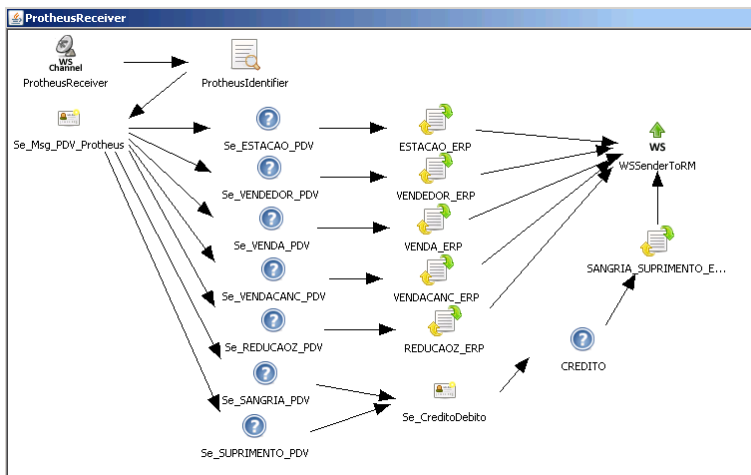 ProtheusReceiver
WS
Channel
ProtheusReceiver
ProtheusIdentifier
Se_Msg_PDV_Protheus
Se_ESTACAO_PDV
ESTACAO_ERP
WS
WSSenderToRM
Se_VENDEDOR_PDV
VENDEDOR_ERP
Se_VENDA_PDV
VENDA_ERP
SANGRIA_SUPRIMENTO_E...
Se_VENDACANC_PDV
VENDACANC_ERP
Se_REDUCAOZ_PDV
REDUCAOZ_ERP
CREDITO
Se_SANGRIA_PDV
Se_CreditoDebito
Se_SUPRIMENTO_PDV